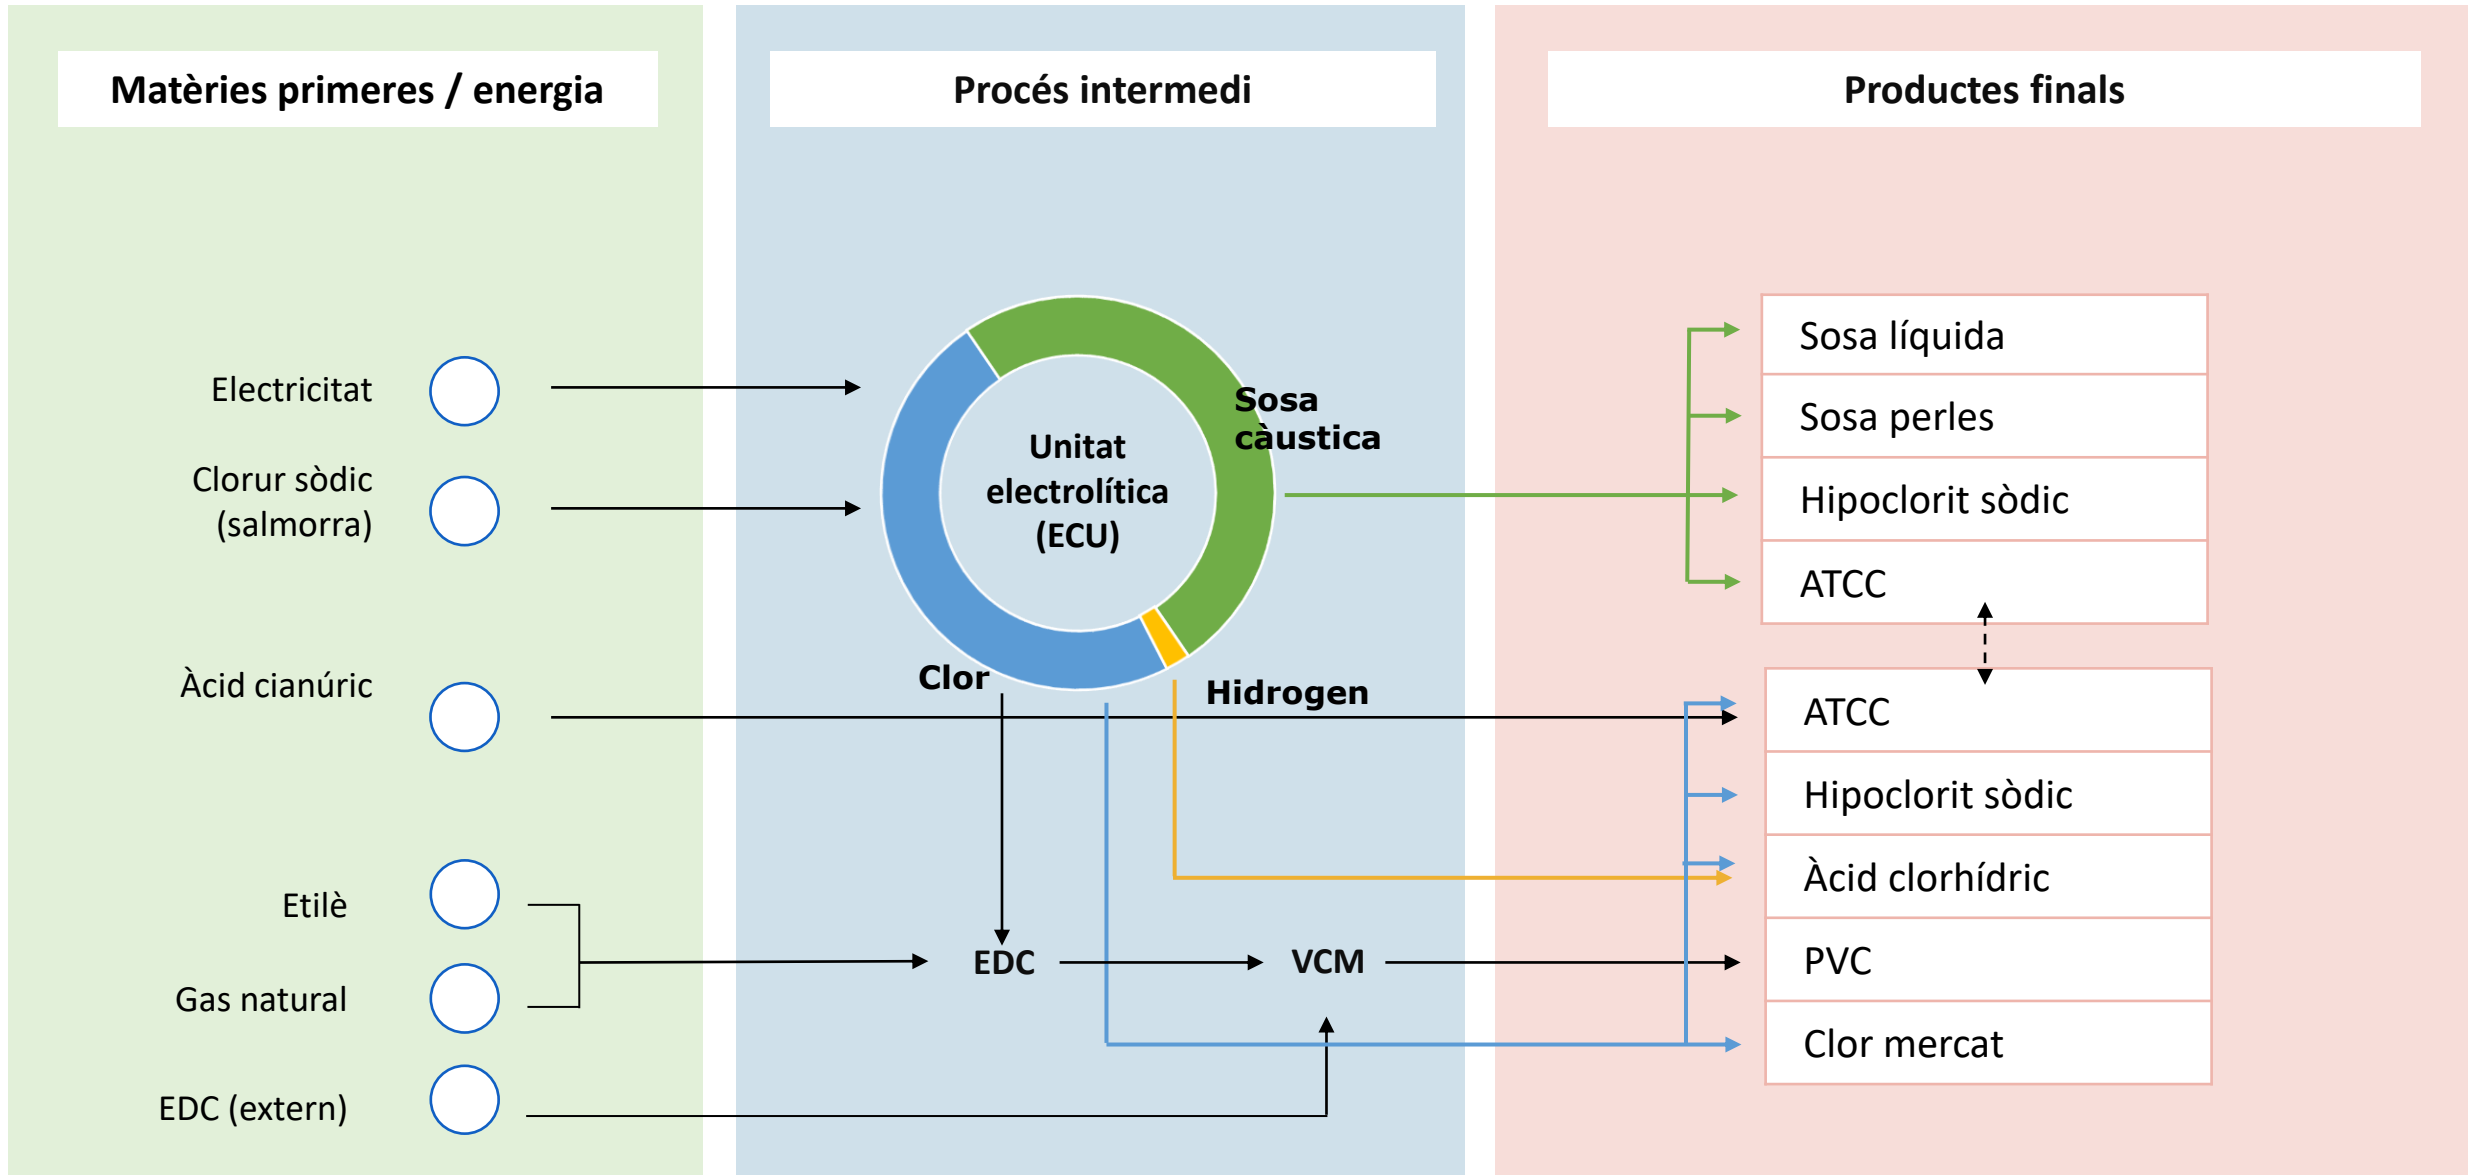 Matèries primeres / energia
Procés intermedi
Productes finals
Electricitat
Clorur sòdic
(salmorra)
Àcid cianúric
Etilè
Gas natural
EDC (extern)
Unitat
electrolítica
(ECU)
Sosa
càustica
Clor
Hidrogen
EDC
VCM
Sosa líquida
Sosa perles
Hipoclorit sòdic
ATCC
ATCC
Hipoclorit sòdic
Àcid clorhídric
PVC
Clor mercat